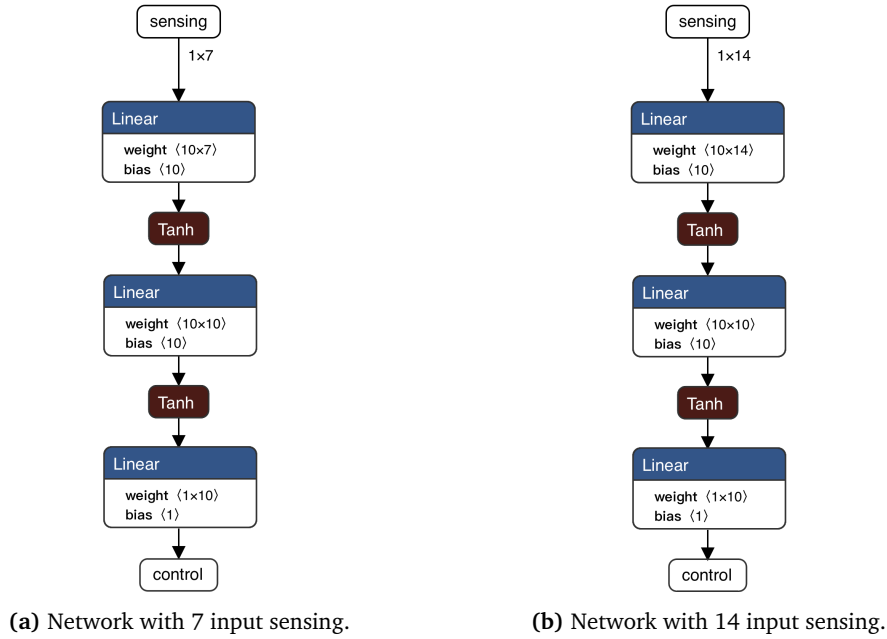 sensing
1×7
Linear
weight ⟨10×7⟩
bias ⟨10⟩
Tanh
Linear
weight ⟨10×10⟩
bias ⟨10⟩
Tanh
Linear
weight ⟨1×10⟩
bias ⟨1⟩
control
(a) Network with 7 input sensing.
sensing
1×14
Linear
weight ⟨10×14⟩
bias ⟨10⟩
Tanh
Linear
weight ⟨10×10⟩
bias ⟨10⟩
Tanh
Linear
weight ⟨1×10⟩
bias ⟨1⟩
control
(b) Network with 14 input sensing.